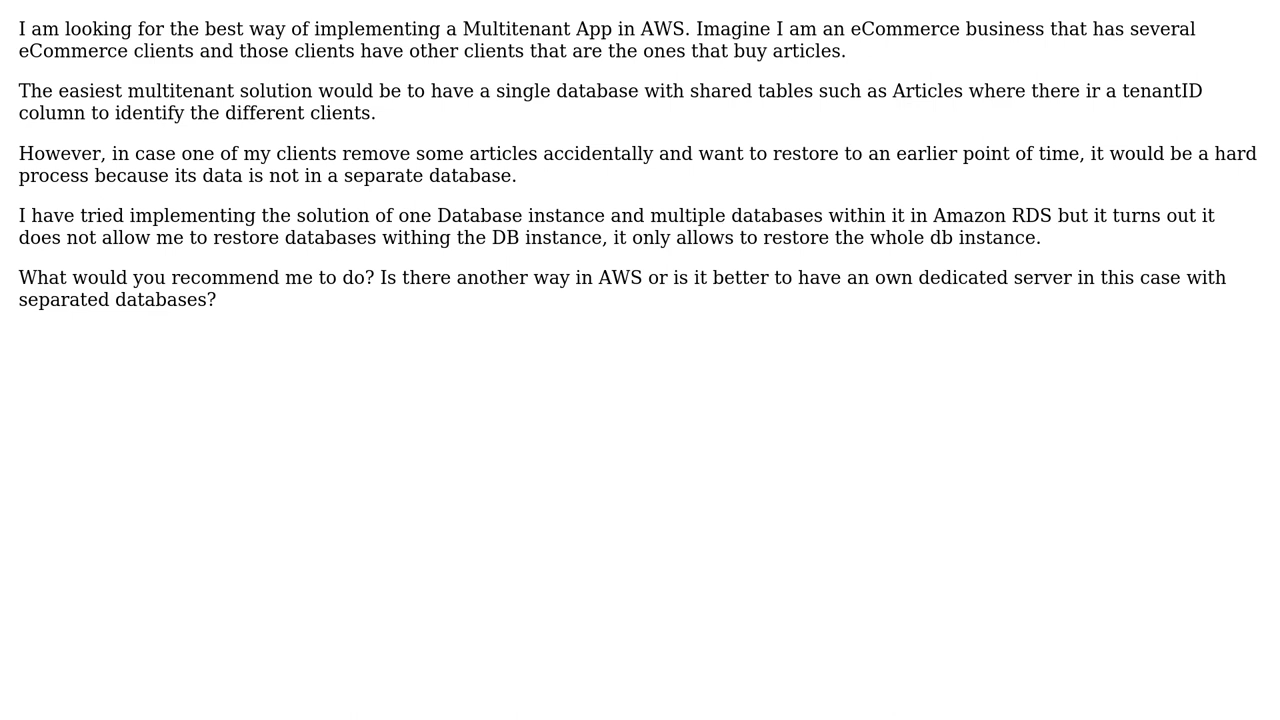 I am looking for the best way of implementing a Multitenant App in AWS. Imagine I am an eCommerce business that has several
eCommerce clients and those clients have other clients that are the ones that buy articles.
The easiest multitenant solution would be to have a single database with shared tables such as Articles where there ir a tenantID
column to identify the different clients.
However, in case one of my clients remove some articles accidentally and want to restore to an earlier point of time, it would be a hard
process because its data is not in a separate database.
I have tried implementing the solution of one Database instance and multiple databases within it in Amazon RDS but it turns out it
does not allow me to restore databases withing the DB instance, it only allows to restore the whole db instance.
What would you recommend me to do? Is there another way in AWS or is it better to have an own dedicated server in this case with
separated databases?